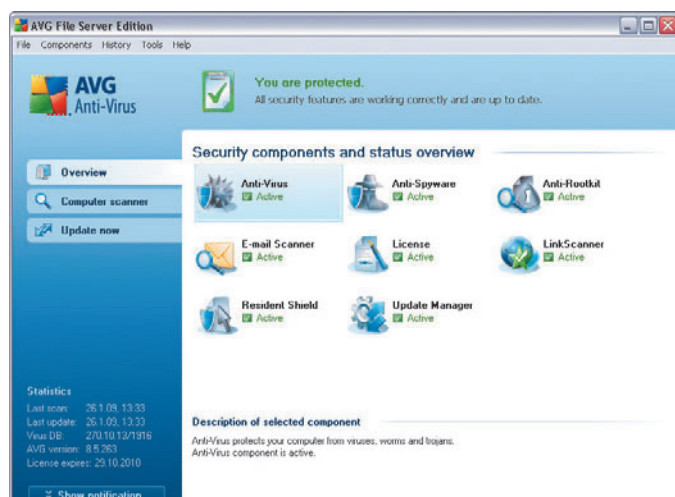 AVG File Server Edition
File Components History Tools Help
AVG
Anti-Virus
You are protected.
All security features are working correctly and are up to date.
Overview
Computer scanner
Update now
Security components and status overview
Anti-Virus
Active
Anti-Spyware
Active
Anti-Rootkit
Active
E-mail Scanner
Active
License
Active
LinkScanner
Active
Resident Shield
Active
Update Manager
Active
Statistics
Last scan: 26.1.09, 13:33
Last update: 26.1.09, 13:33
Virus DB: 270.10.13/1916
AVG version: 8.5.263
License expires: 29.10.2010
Show notification
Description of selected component
Anti-Virus protects your computer from viruses, worms and trojans.
Anti-Virus component is active.